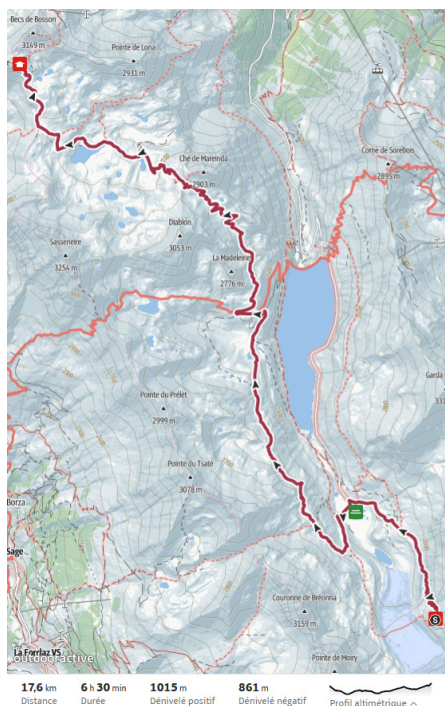 Becs de Bosson
3149 m
Pointe de Lona
2931 m
Corne de Sorebois
2895 m
Che de Mareinda
2903 m
Diablon
3053 m
Sasseneire
3254 m
La Madeleine
2776 m
Garda
331
Pointe du Prélet
2999 m
Pointe du Tsaté
3078 m
Borza
Sage
Couronne de Bréonna
3159 m
La Forclaz VS
outdooractive
Pointe de Moiry
S
17,6 km
Distance
6 h 30 min
Durée
1015 m
Dénivelé positif
861 m
Dénivelé négatif
Profil altimétrique